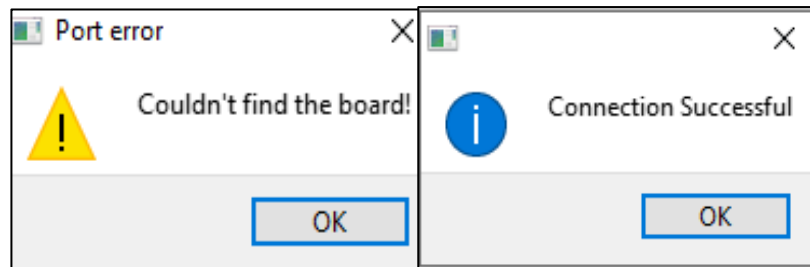 Port error
Couldn't find the board!
OK
Connection Successful
OK